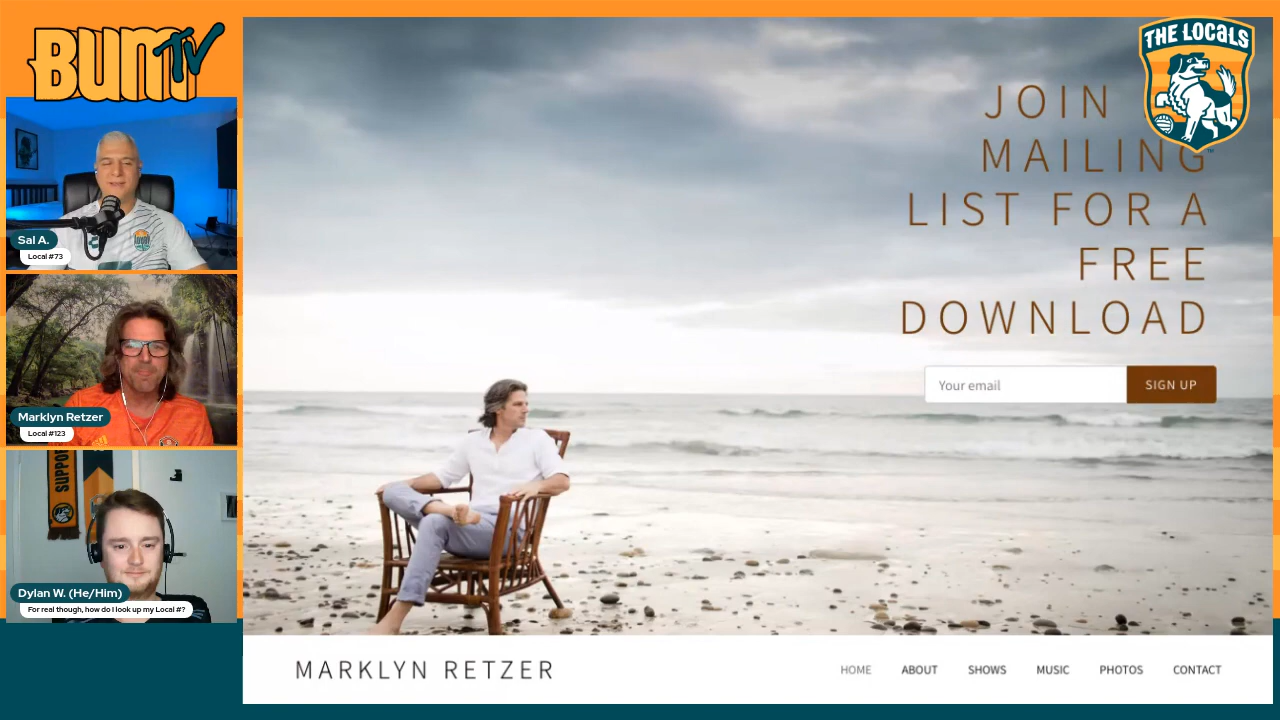 BUM TV
Sal A.
Local #73
Marklyn Retzer
Local #123
SUPPO
Dylan W. (He/Him)
For real though, how do I look up my Local #?
THE LOCALS
JOIN
MAILING
LIST FOR A
FREE
DOWNLOAD
Your email
SIGN UP
MARKLYN RETZER
HOME
ABOUT
SHOWS
MUSIC
PHOTOS
CONTACT